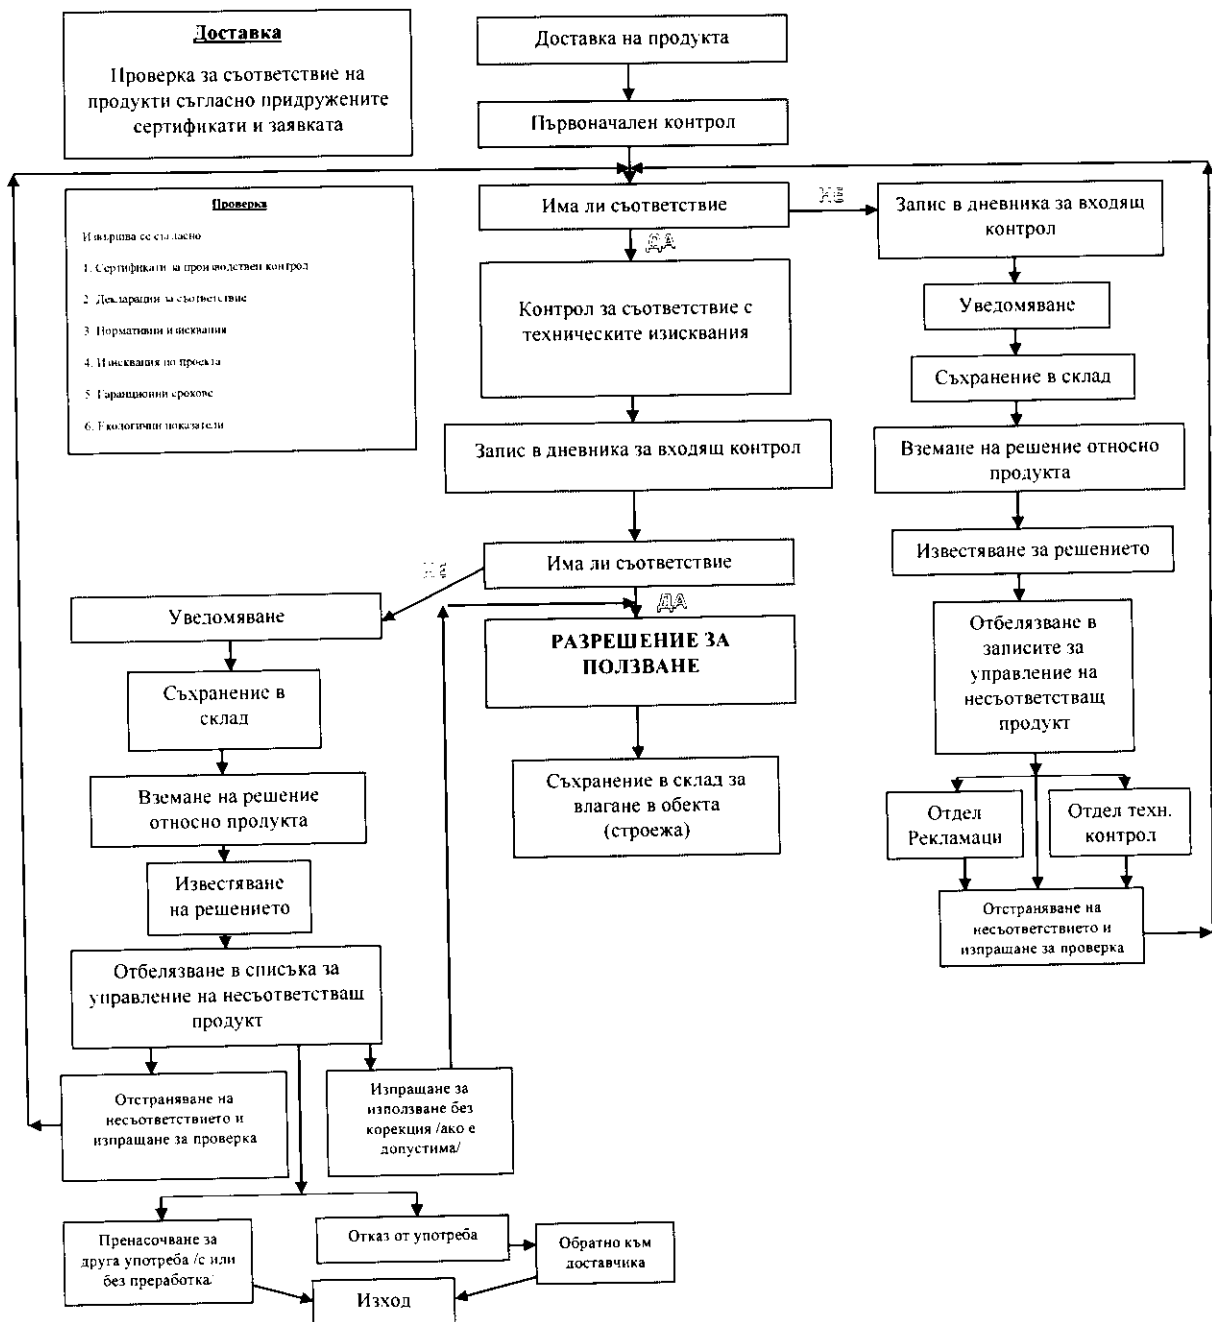 Доставка
Проверка за съответствие на
продукти съгласно придружените
сертификати и заявката
Доставка на продукта
Първоначален контрол
Проверка
Извършва се съгласно
1. Сертификати за производствен контрол
2. Декларации за съответствие
3. Нормативни изисквания
4. Изисквания по проекта
5. Гаранционни срокове
6. Екологични показатели
Има ли съответствие
НЕ
ДА
Запис в дневника за входящ
контрол
Уведомяване
Съхранение в склад
Вземане на решение относно
продукта
Известяване за решението
Отбелязване в
записите за
управление на
несъответстващ
продукт
Отдел
Рекламаци
Отдел техн.
контрол
Отстраняване на
несъответствието и
изпращане за проверка
Контрол за съответствие с
техническите изисквания
Запис в дневника за входящ контрол
Има ли съответствие
НЕ
ДА
РАЗРЕШЕНИЕ ЗА
ПОЛЗВАНЕ
Съхранение в склад за
влагане в обекта
(строежа)
Уведомяване
Съхранение в
склад
Вземане на решение
относно продукта
Известяване
на решението
Отбелязване в списъка за
управление на несъответстващ
продукт
Отстраняване на
несъответствието и
изпращане за проверка
Изпращане за
използване без
корекция /ако е
допустима/
Пренасочване за
друга употреба /с или
без преработка/
Отказ от употреба
Обратно към
доставчика
Изход